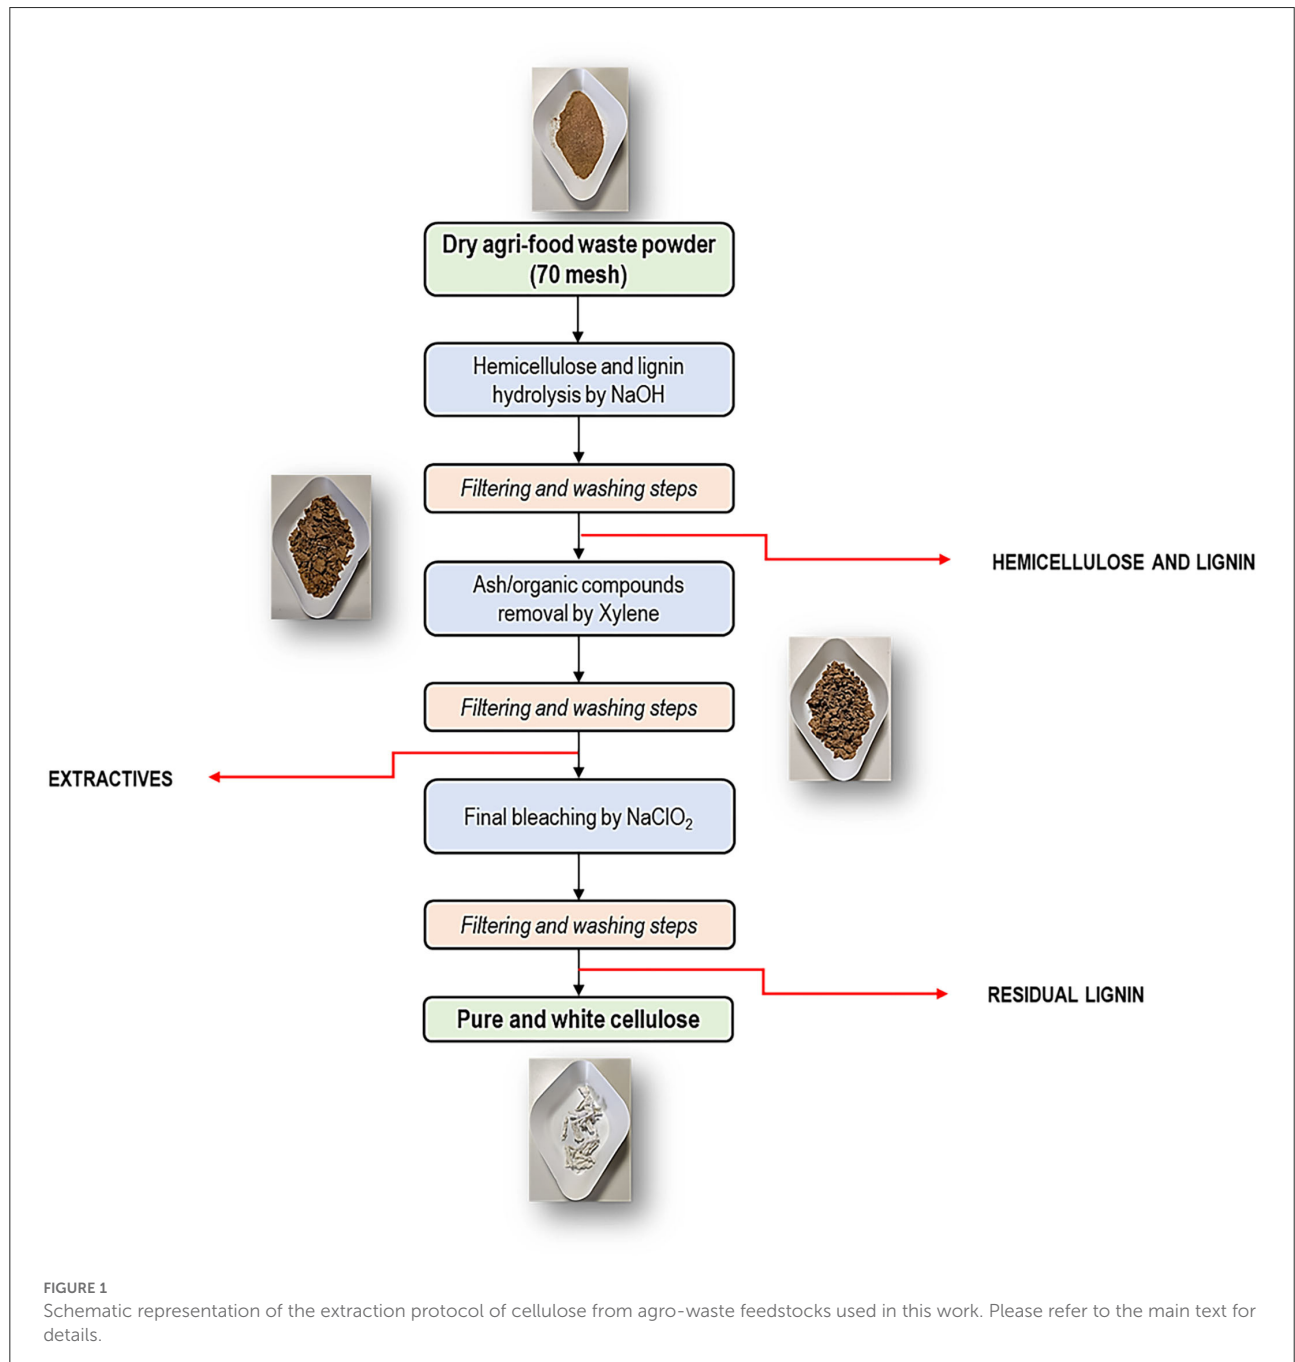 Dry agri-food waste powder
(70 mesh)
Hemicellulose and lignin
hydrolysis by NaOH
Filtering and washing steps
HEMICELLULOSE AND LIGNIN
Ash/organic compounds
removal by Xylene
Filtering and washing steps
EXTRACTIVES
Final bleaching by NaClO₂
Filtering and washing steps
RESIDUAL LIGNIN
Pure and white cellulose
FIGURE 1
Schematic representation of the extraction protocol of cellulose from agro-waste feedstocks used in this work. Please refer to the main text for
details.